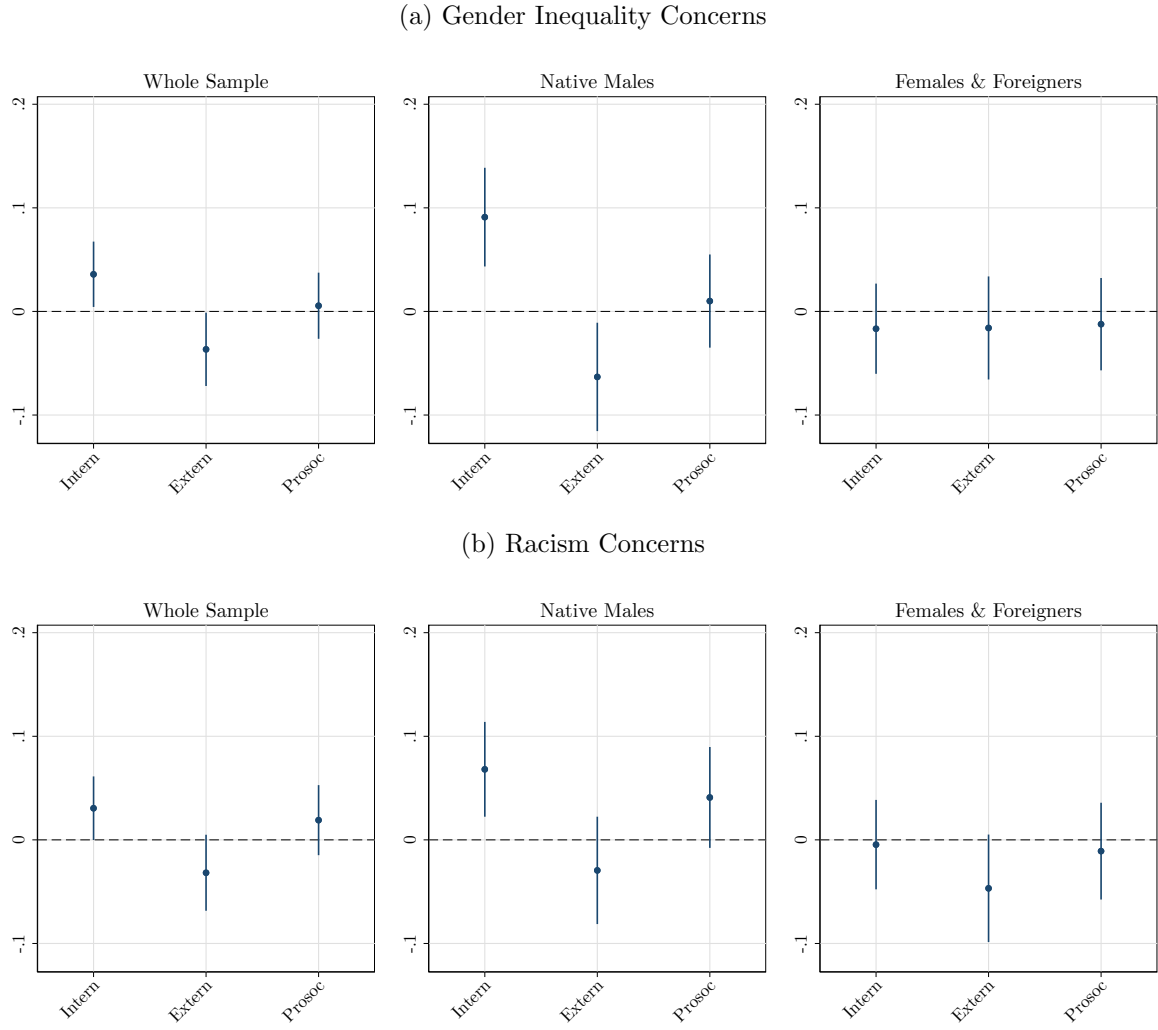 (a) Gender Inequality Concerns
Whole Sample
.2
.1
0
-.1
Intern
Extern
Prosoc
Native Males
.2
.1
0
-.1
Intern
Extern
Prosoc
Females & Foreigners
.2
.1
0
-.1
Intern
Extern
Prosoc
(b) Racism Concerns
Whole Sample
.2
.1
0
-.1
Intern
Extern
Prosoc
Native Males
.2
.1
0
-.1
Intern
Extern
Prosoc
Females & Foreigners
.2
.1
0
-.1
Intern
Extern
Prosoc